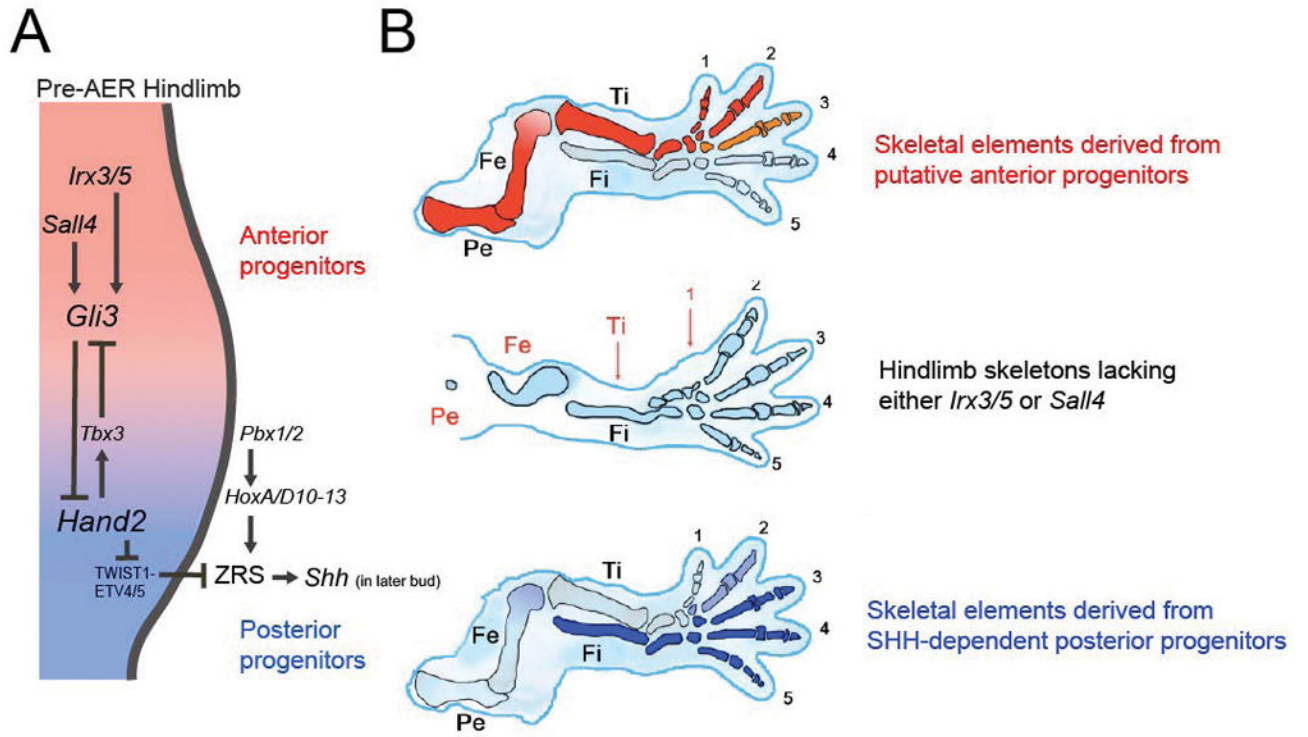 A
Pre-AER Hindlimb
Irx3/5
Sall4
Gli3
Anterior
progenitors
Tbx3
Pbx1/2
HoxA/D10-13
Hand2
TWIST1-
ETV4/5
ZRS
Shh (in later bud)
Posterior
progenitors
B
1
2
3
4
5
Ti
Fe
Fi
Pe
Skeletal elements derived from
putative anterior progenitors
1
2
3
4
5
Ti
Fe
Pe
Fi
Hindlimb skeletons lacking
either Irx3/5 or Sall4
1
2
3
4
5
Ti
Fe
Fi
Pe
Skeletal elements derived from
SHH-dependent posterior progenitors